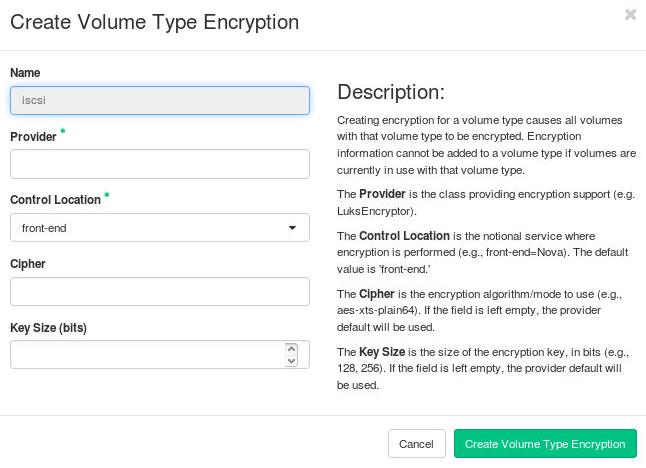 Create Volume Type Encryption
Name
iscsi
Provider *
Control Location *
front-end
Cipher
Key Size (bits)
Description:
Creating encryption for a volume type causes all volumes
with that volume type to be encrypted. Encryption
information cannot be added to a volume type if volumes are
currently in use with that volume type.
The Provider is the class providing encryption support (e.g.
LuksEncryptor).
The Control Location is the notional service where
encryption is performed (e.g., front-end=Nova). The default
value is 'front-end.'
The Cipher is the encryption algorithm/mode to use (e.g.,
aes-xts-plain64). If the field is left empty, the provider
default will be used.
The Key Size is the size of the encryption key, in bits (e.g.,
128, 256). If the field is left empty, the provider default will
be used.
Cancel
Create Volume Type Encryption